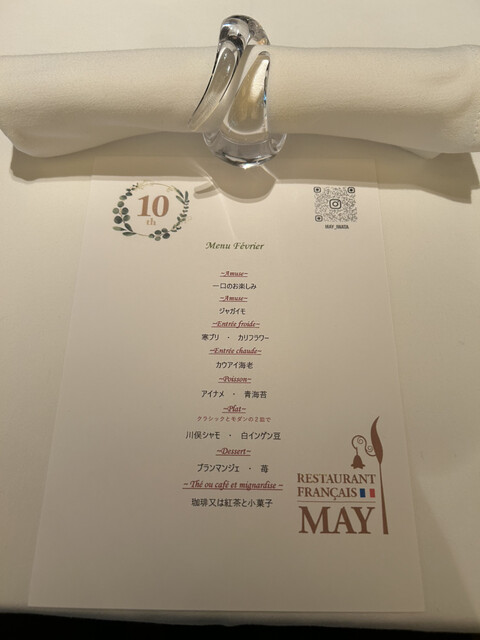 10
th
MAY_IWATA
Menu Février
~Amuse~
一口のお楽しみ
~Amuse~
ジャガイモ
~Entrée froide~
寒ブリ ・ カリフラワー
~Entrée chaude~
カウアイ海老
~Poisson~
アイナメ ・ 青海苔
~Plat~
クラシックとモダンの2皿で
川俣シャモ ・ 白インゲン豆
~Dessert~
ブランマンジェ ・ 苺
~ Thé ou café et mignardise ~
珈琲又は紅茶と小菓子
RESTAURANT
FRANÇAIS
MAY